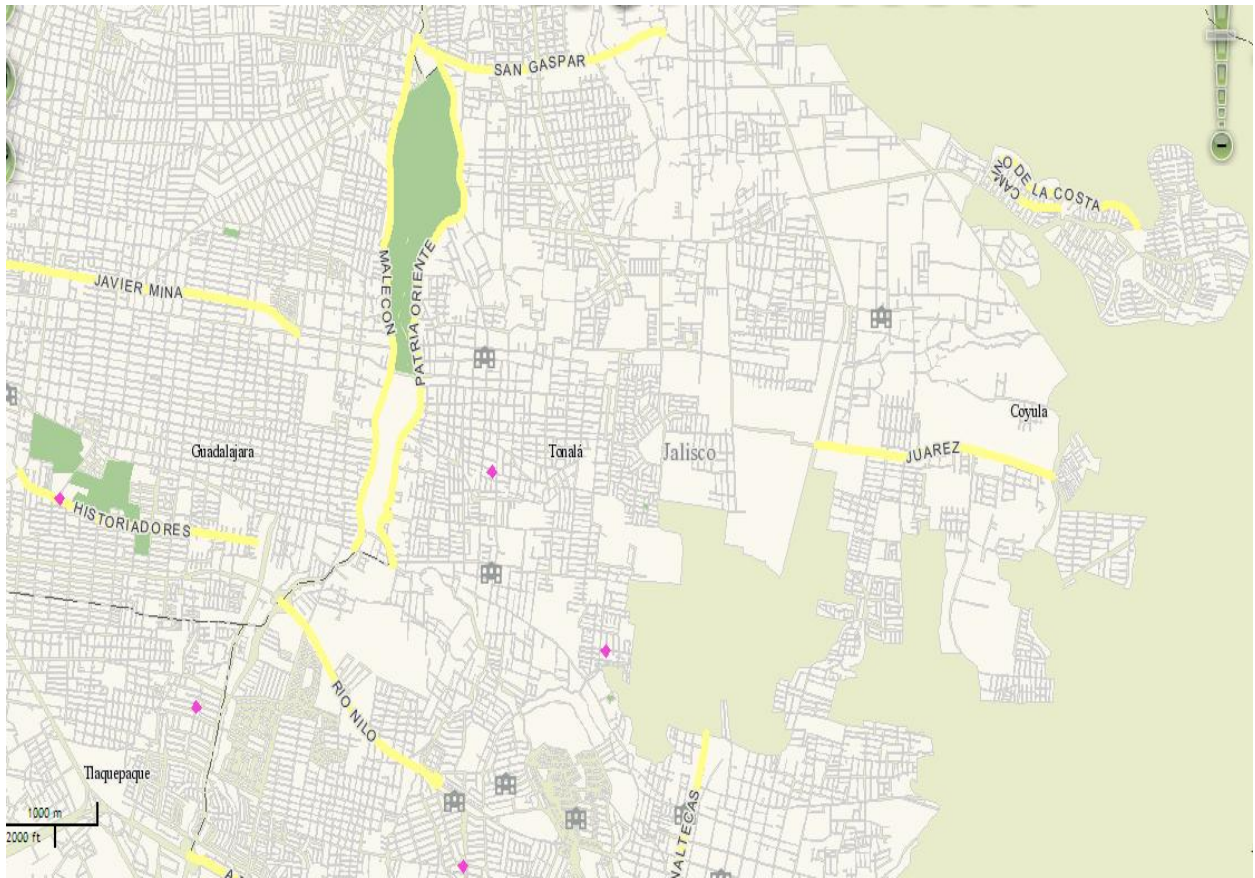 SAN GASPAR
CAMINO DE LA COSTA
MALECON
PATRIA ORIENTE
JAVIER MINA
Coyula
Guadalajara
Tonalá
Jalisco
JUAREZ
HISTORIADORES
RIO NILO
Tlaquepaque
1000 m
2000 ft